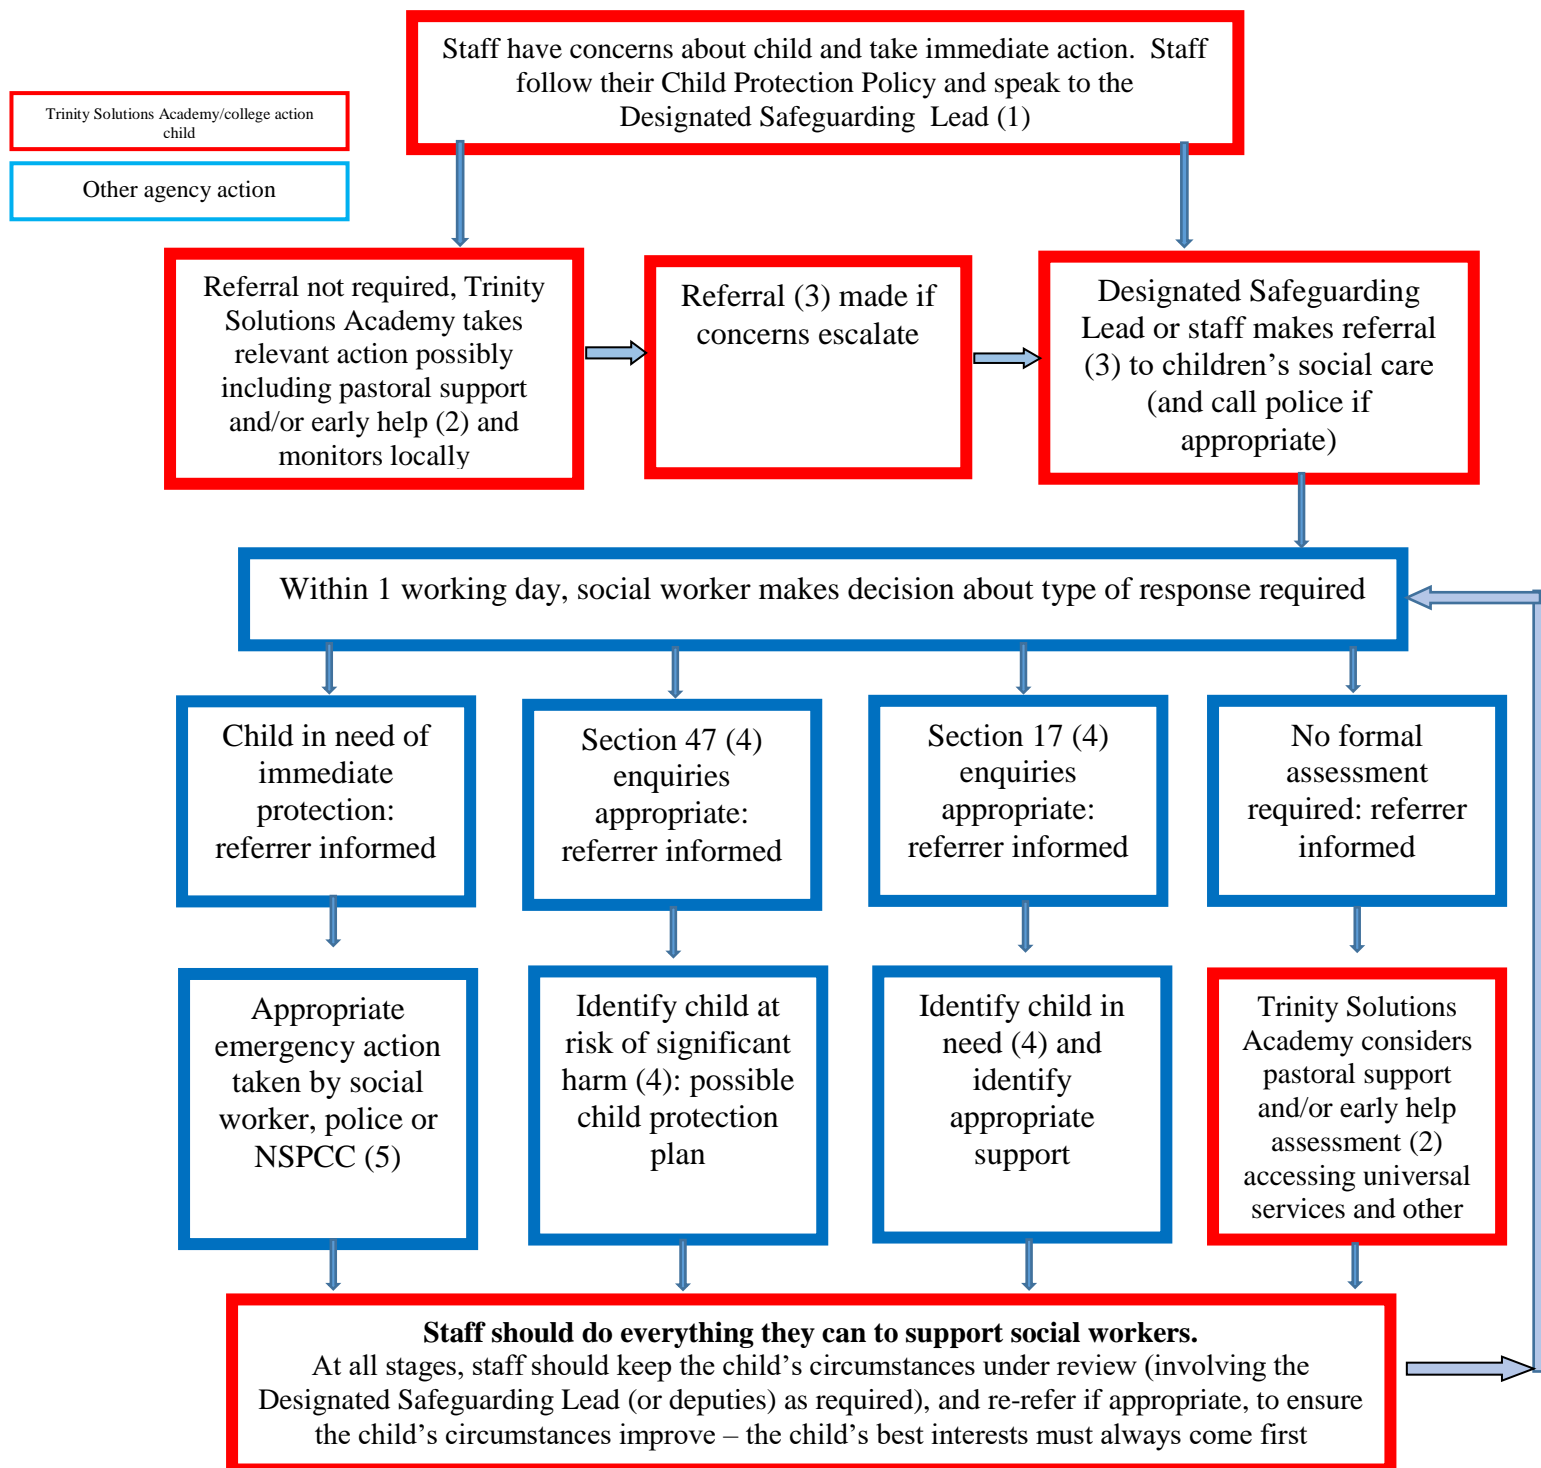 Staff have concerns about child and take immediate action.  Staff
follow their Child Protection Policy and speak to the
Designated Safeguarding  Lead (1)
Trinity Solutions Academy/college action
child
Other agency action
Referral not required, Trinity
Solutions Academy takes
relevant action possibly
including pastoral support
and/or early help (2) and
monitors locally
Referral (3) made if
concerns escalate
Designated Safeguarding
Lead or staff makes referral
(3) to children’s social care
(and call police if
appropriate)
Within 1 working day, social worker makes decision about type of response required
Child in need of
immediate
protection:
referrer informed
Section 47 (4)
enquiries
appropriate:
referrer informed
Section 17 (4)
enquiries
appropriate:
referrer informed
No formal
assessment
required: referrer
informed
Appropriate
emergency action
taken by social
worker, police or
NSPCC (5)
Identify child at
risk of significant
harm (4): possible
child protection
plan
Identify child in
need (4) and
identify
appropriate
support
Trinity Solutions
Academy considers
pastoral support
and/or early help
assessment (2)
accessing universal
services and other
Staff should do everything they can to support social workers.
At all stages, staff should keep the child’s circumstances under review (involving the
Designated Safeguarding Lead (or deputies) as required), and re-refer if appropriate, to ensure
the child’s circumstances improve – the child’s best interests must always come first